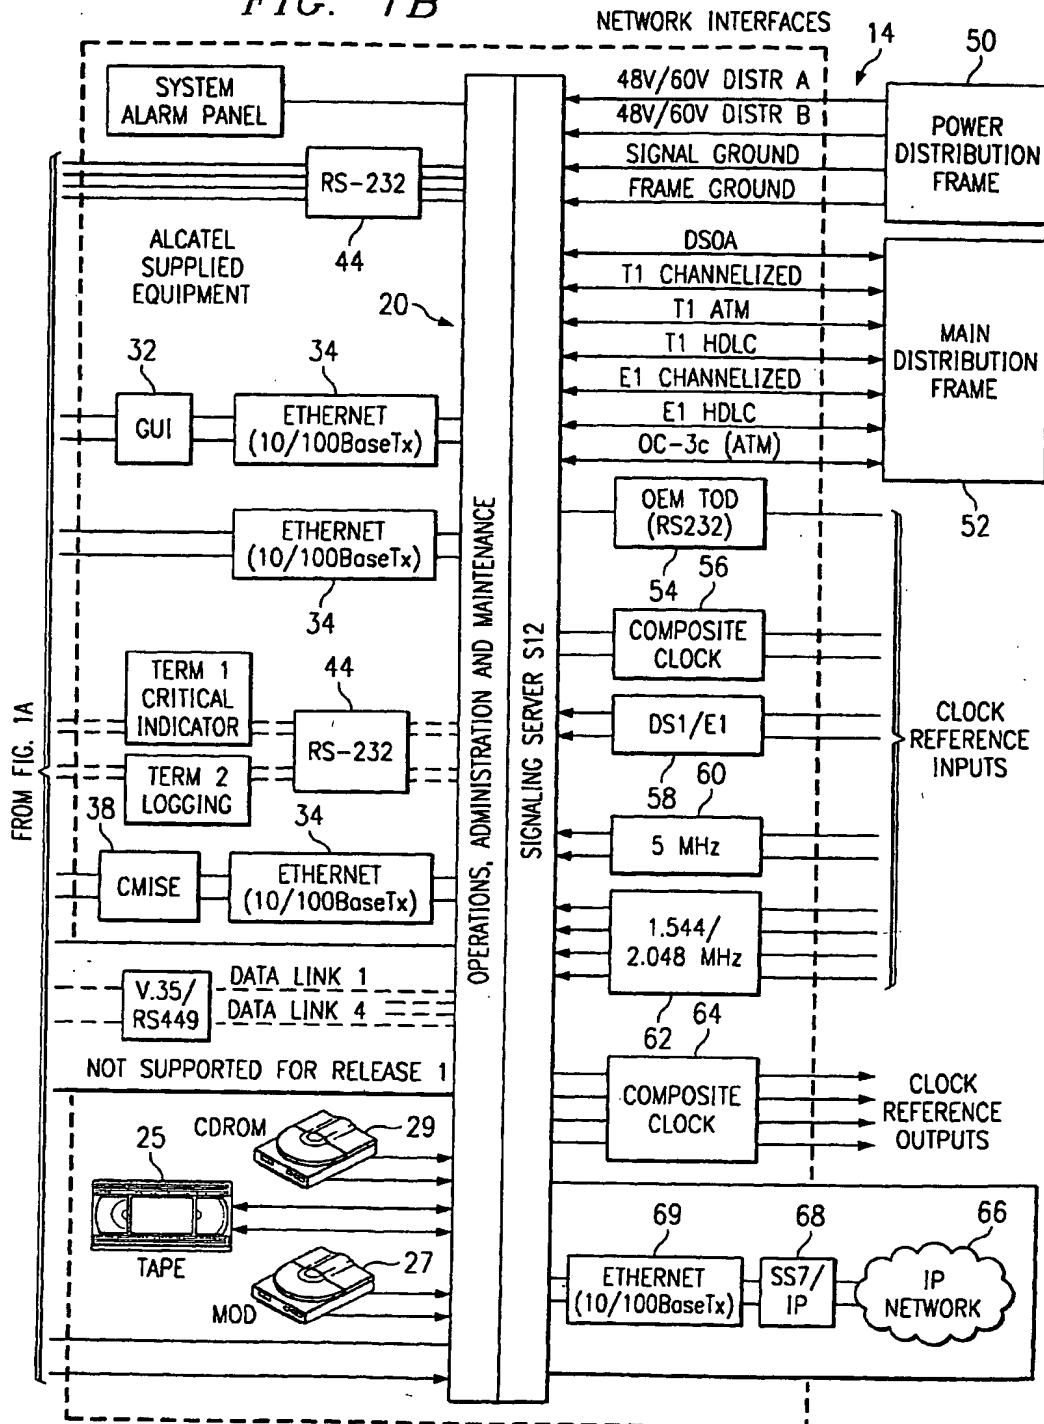 FIG. 1B
NETWORK INTERFACES
14
50
SYSTEM
ALARM PANEL
48V/60V DISTR A
48V/60V DISTR B
SIGNAL GROUND
FRAME GROUND
POWER
DISTRIBUTION
FRAME
RS-232
44
ALCATEL
SUPPLIED
EQUIPMENT
20
DS0A
T1 CHANNELIZED
T1 ATM
T1 HDLC
E1 CHANNELIZED
E1 HDLC
OC-3c (ATM)
MAIN
DISTRIBUTION
FRAME
52
32
34
GUI
ETHERNET
(10/100BaseTx)
ETHERNET
(10/100BaseTx)
34
OEM TOD
(RS232)
54
56
COMPOSITE
CLOCK
OPERATIONS, ADMINISTRATION AND MAINTENANCE
SIGNALING SERVER S12
FROM FIG. 1A
TERM 1
CRITICAL
INDICATOR
44
RS-232
TERM 2
LOGGING
DS1/E1
58
60
CLOCK
REFERENCE
INPUTS
38
34
CMISE
ETHERNET
(10/100BaseTx)
5 MHz
1.544/
2.048 MHz
62
64
V.35/
RS449
DATA LINK 1
DATA LINK 4
NOT SUPPORTED FOR RELEASE 1
COMPOSITE
CLOCK
CLOCK
REFERENCE
OUTPUTS
CDROM
29
25
TAPE
27
MOD
69
68
66
ETHERNET
(10/100BaseTx)
SS7/
IP
IP
NETWORK